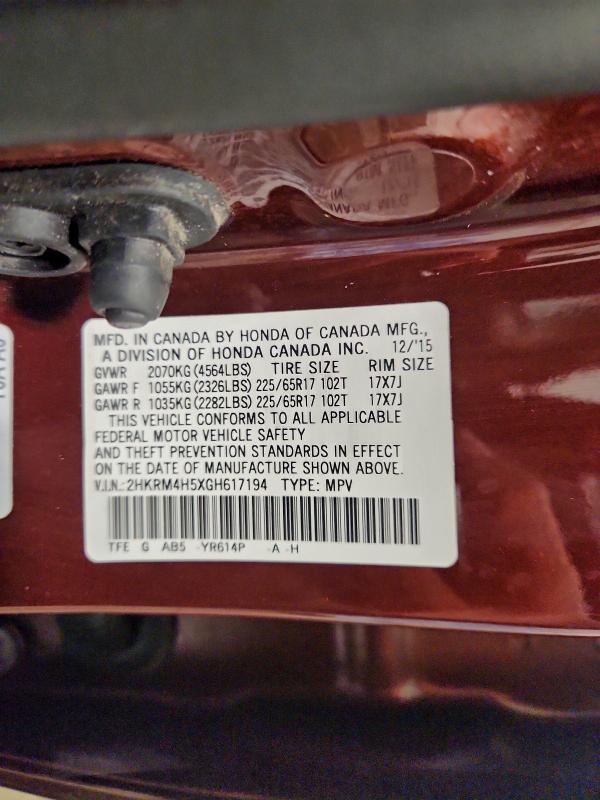 MFD. IN CANADA BY HONDA OF CANADA MFG.,
A DIVISION OF HONDA CANADA INC. 12/'15
GVWR 2070KG (4564LBS) TIRE SIZE RIM SIZE
GAWR F 1055KG (2326LBS) 225/65R17 102T 17X7J
GAWR R 1035KG (2282LBS) 225/65R17 102T 17X7J
THIS VEHICLE CONFORMS TO ALL APPLICABLE
FEDERAL MOTOR VEHICLE SAFETY
AND THEFT PREVENTION STANDARDS IN EFFECT
ON THE DATE OF MANUFACTURE SHOWN ABOVE.
V.I.N.: 2HKRM4H5XGH617194 TYPE: MPV
TFE G AB5 -YR614P -A -H